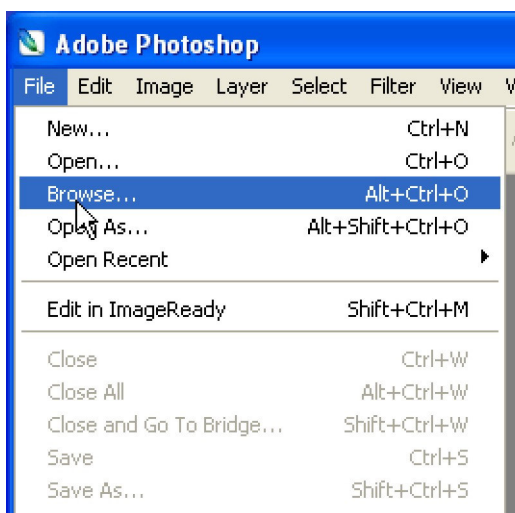 Adobe Photoshop
File Edit Image Layer Select Filter View
New... Ctrl+N
Open... Ctrl+O
Browse... Alt+Ctrl+O
Open As... Alt+Shift+Ctrl+O
Open Recent
Edit in ImageReady Shift+Ctrl+M
Close Ctrl+W
Close All Alt+Ctrl+W
Close and Go To Bridge... Shift+Ctrl+W
Save Ctrl+S
Save As... Shift+Ctrl+S